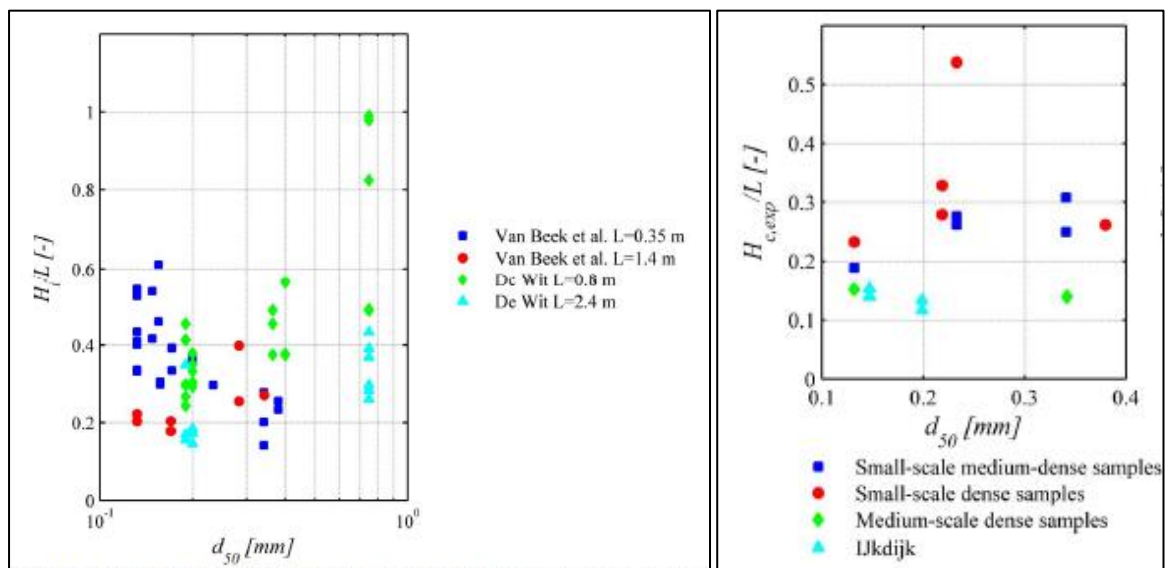 1
0.8
0.6
0.4
0.2
0
H_i/L [-]
10^-1
10^0
d_50 [mm]
Van Beek et al. L=0.35 m
Van Beek et al. L=1.4 m
De Wit L=0.8 m
De Wit L=2.4 m
0.5
0.4
0.3
0.2
0.1
0
H_c,exp/L [-]
0.1
0.2
0.3
0.4
d_50 [mm]
Small-scale medium-dense samples
Small-scale dense samples
Medium-scale dense samples
IJkdijk